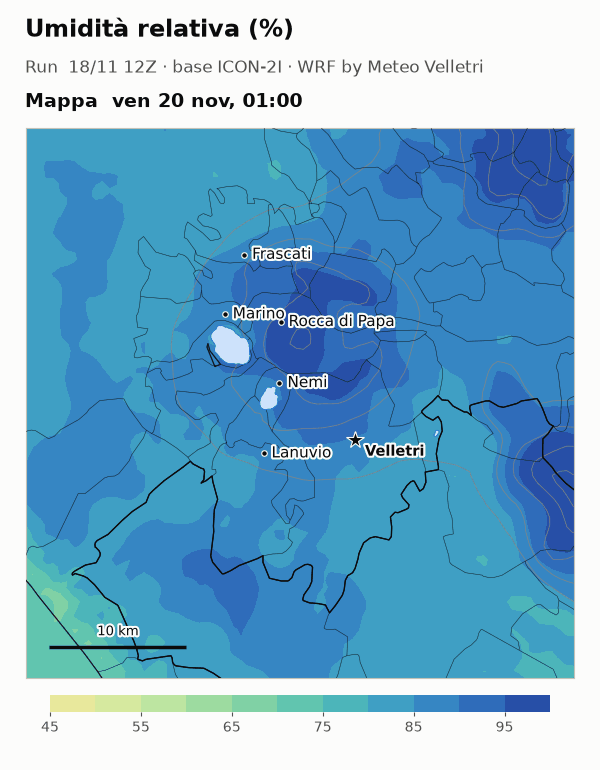 Umidità relativa (%)
Run  18/11 12Z · base ICON-2I · WRF by Meteo Velletri
Mappa  ven 20 nov, 01:00
Frascati
Marino
Rocca di Papa
Nemi
Velletri
Lanuvio
10 km
45 55 65 75 85 95